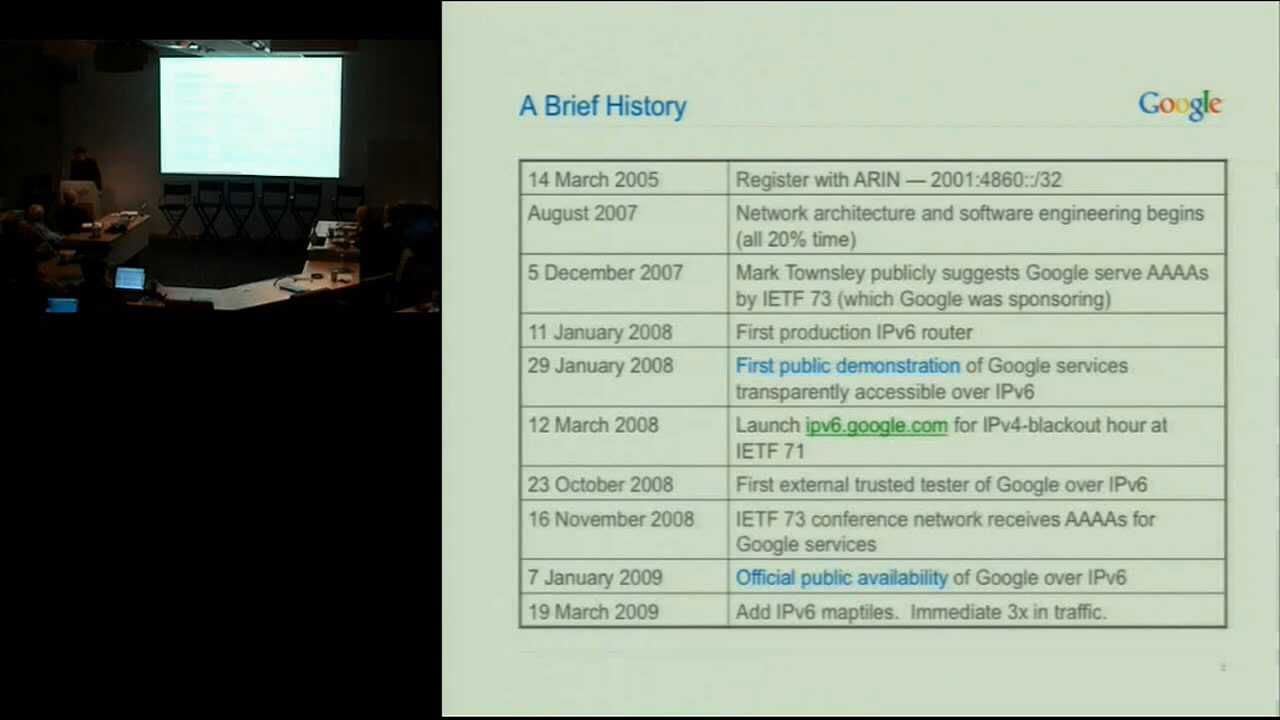 A Brief History
Google
14 March 2005
Register with ARIN — 2001:4860::/32
August 2007
Network architecture and software engineering begins
(all 20% time)
5 December 2007
Mark Townsley publicly suggests Google serve AAAAs
by IETF 73 (which Google was sponsoring)
11 January 2008
First production IPv6 router
29 January 2008
First public demonstration of Google services
transparently accessible over IPv6
12 March 2008
Launch ipv6.google.com for IPv4-blackout hour at
IETF 71
23 October 2008
First external trusted tester of Google over IPv6
16 November 2008
IETF 73 conference network receives AAAAs for
Google services
7 January 2009
Official public availability of Google over IPv6
19 March 2009
Add IPv6 maptiles. Immediate 3x in traffic.